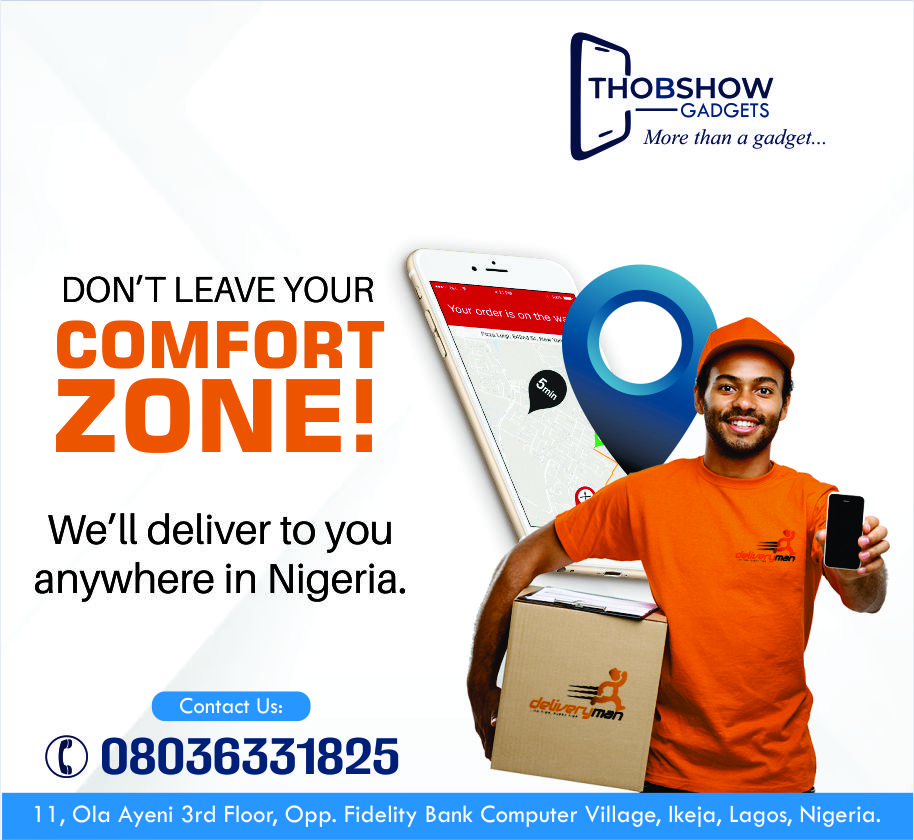 THOBSHOW
GADGETS
More than a gadget...
DON'T LEAVE YOUR
COMFORT
ZONE!
We'll deliver to you
anywhere in Nigeria.
Your order is on the wa
5 min
deliveryman
deliveryman
Contact Us:
08036331825
11, Ola Ayeni 3rd Floor, Opp. Fidelity Bank Computer Village, Ikeja, Lagos, Nigeria.